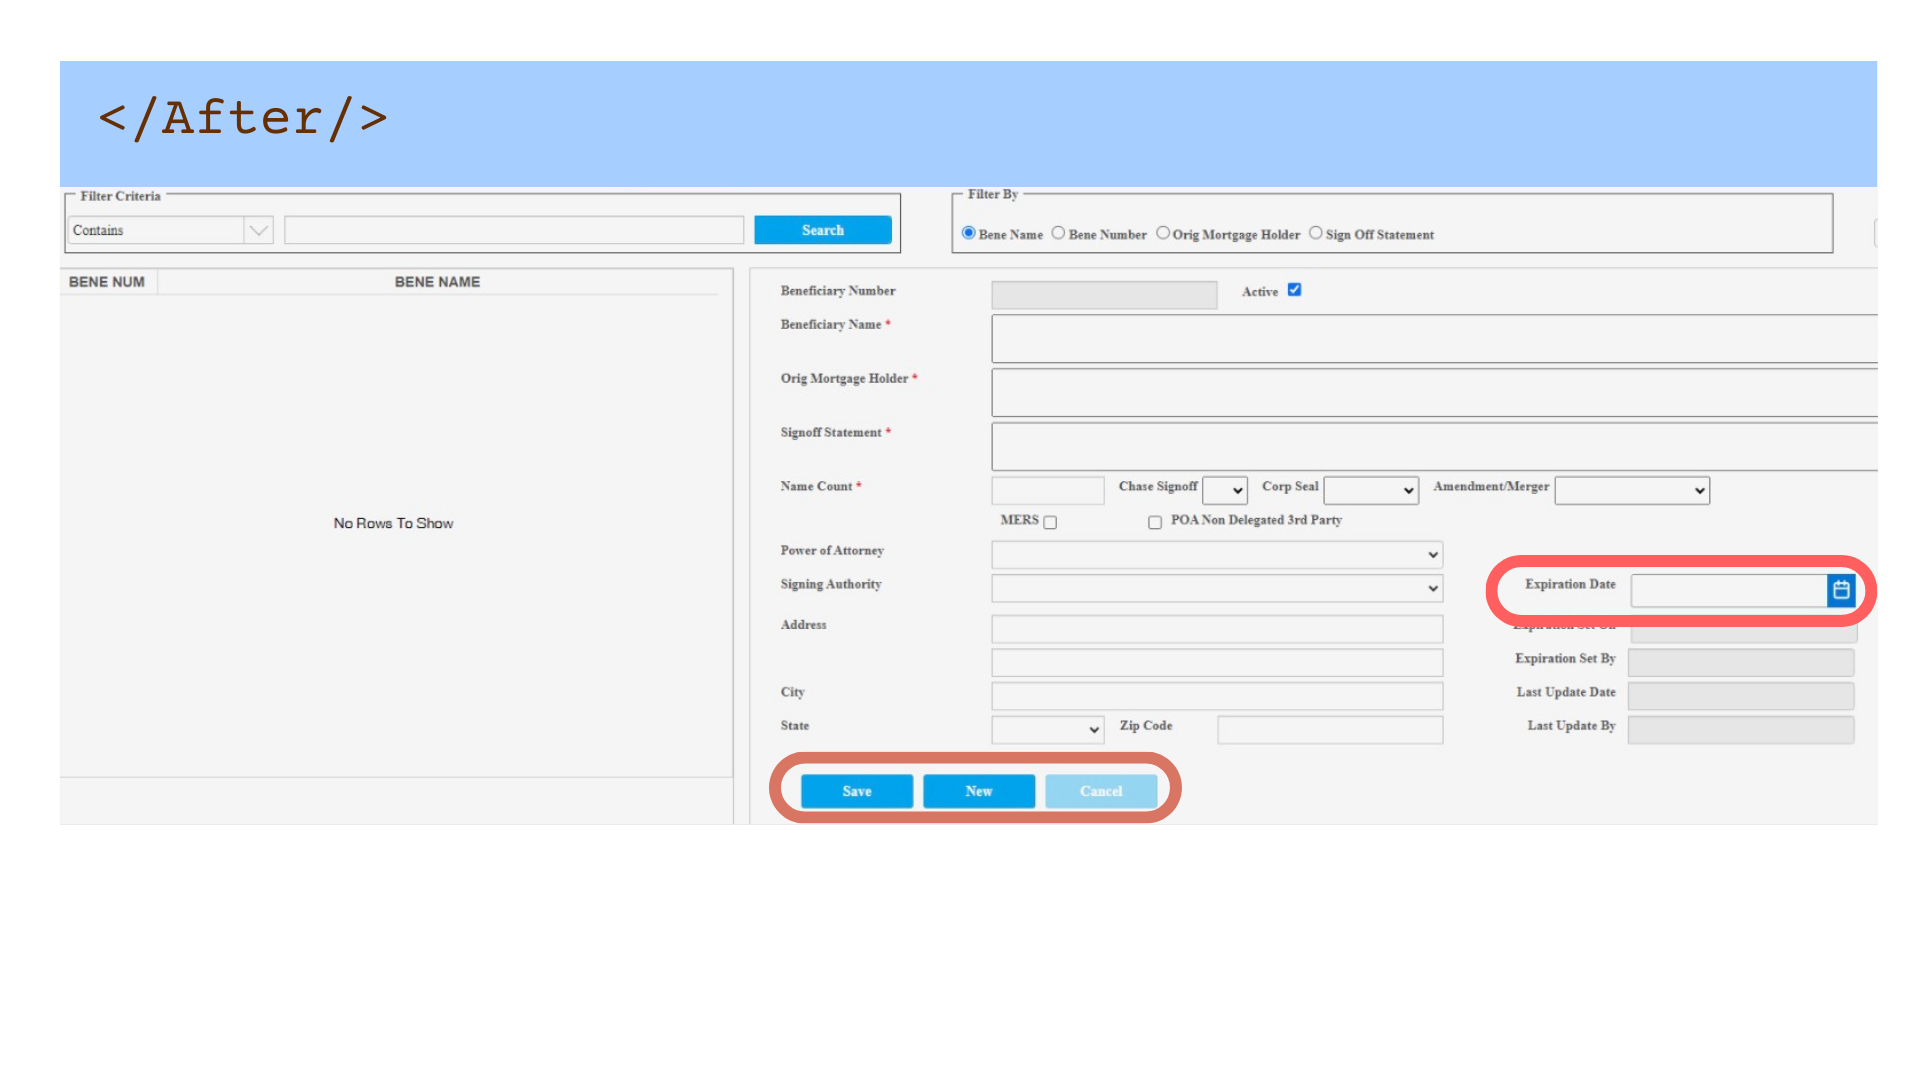 </After/>
Filter Criteria
Contains
Search
Filter By
Bene Name Bene Number Orig Mortgage Holder Sign Off Statement
BENE NUM BENE NAME
No Rows To Show
Beneficiary Number Active
Beneficiary Name *
Orig Mortgage Holder *
Signoff Statement *
Name Count * Chase Signoff Corp Seal Amendment/Merger
MERS POA Non Delegated 3rd Party
Power of Attorney
Signing Authority Expiration Date
Address
Expiration Set By
City Last Update Date
State Zip Code Last Update By
Save New Cancel